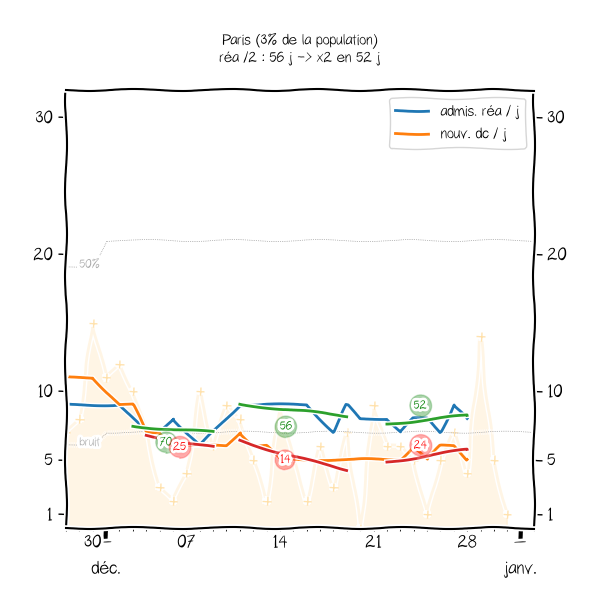 Paris (3% de la population)
réa /2 : 56 j -> x2 en 52 j
admis. réa / j
nouv. dc / j
30 30
20 20
50%
10 10
52
56
bruit 70 25 24
5 14 5
1 1
30 07 14 21 28
déc. janv.